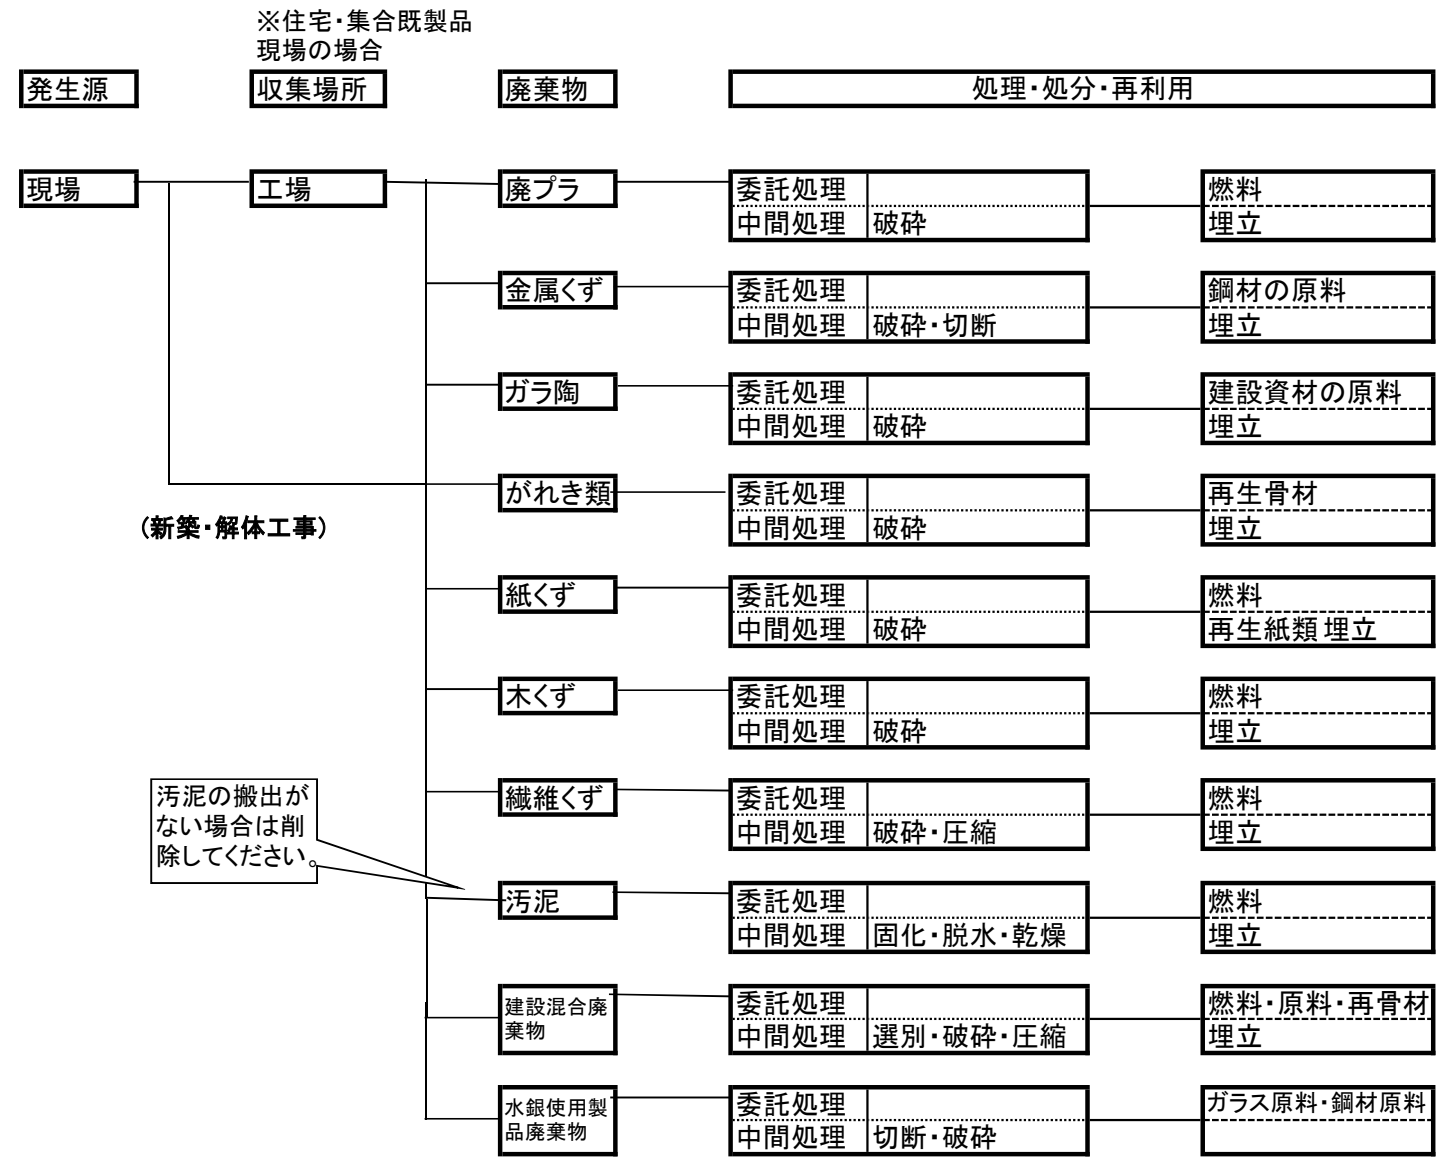 ※住宅・集合既製品
現場の場合
発生源
収集場所
廃棄物
処理・処分・再利用
現場
工場
廃プラ
委託処理
中間処理 破砕
燃料
埋立
金属くず
委託処理
中間処理 破砕・切断
鋼材の原料
埋立
ガラ陶
委託処理
中間処理 破砕
建設資材の原料
埋立
がれき類
委託処理
中間処理 破砕
再生骨材
埋立
(新築・解体工事)
紙くず
委託処理
中間処理 破砕
燃料
再生紙類 埋立
木くず
委託処理
中間処理 破砕
燃料
埋立
繊維くず
委託処理
中間処理 破砕・圧縮
燃料
埋立
汚泥の搬出が
ない場合は削
除してください。
汚泥
委託処理
中間処理 固化・脱水・乾燥
燃料
埋立
建設混合廃
棄物
委託処理
中間処理 選別・破砕・圧縮
燃料・原料・再骨材
埋立
水銀使用製
品廃棄物
委託処理
中間処理 切断・破砕
ガラス原料・鋼材原料